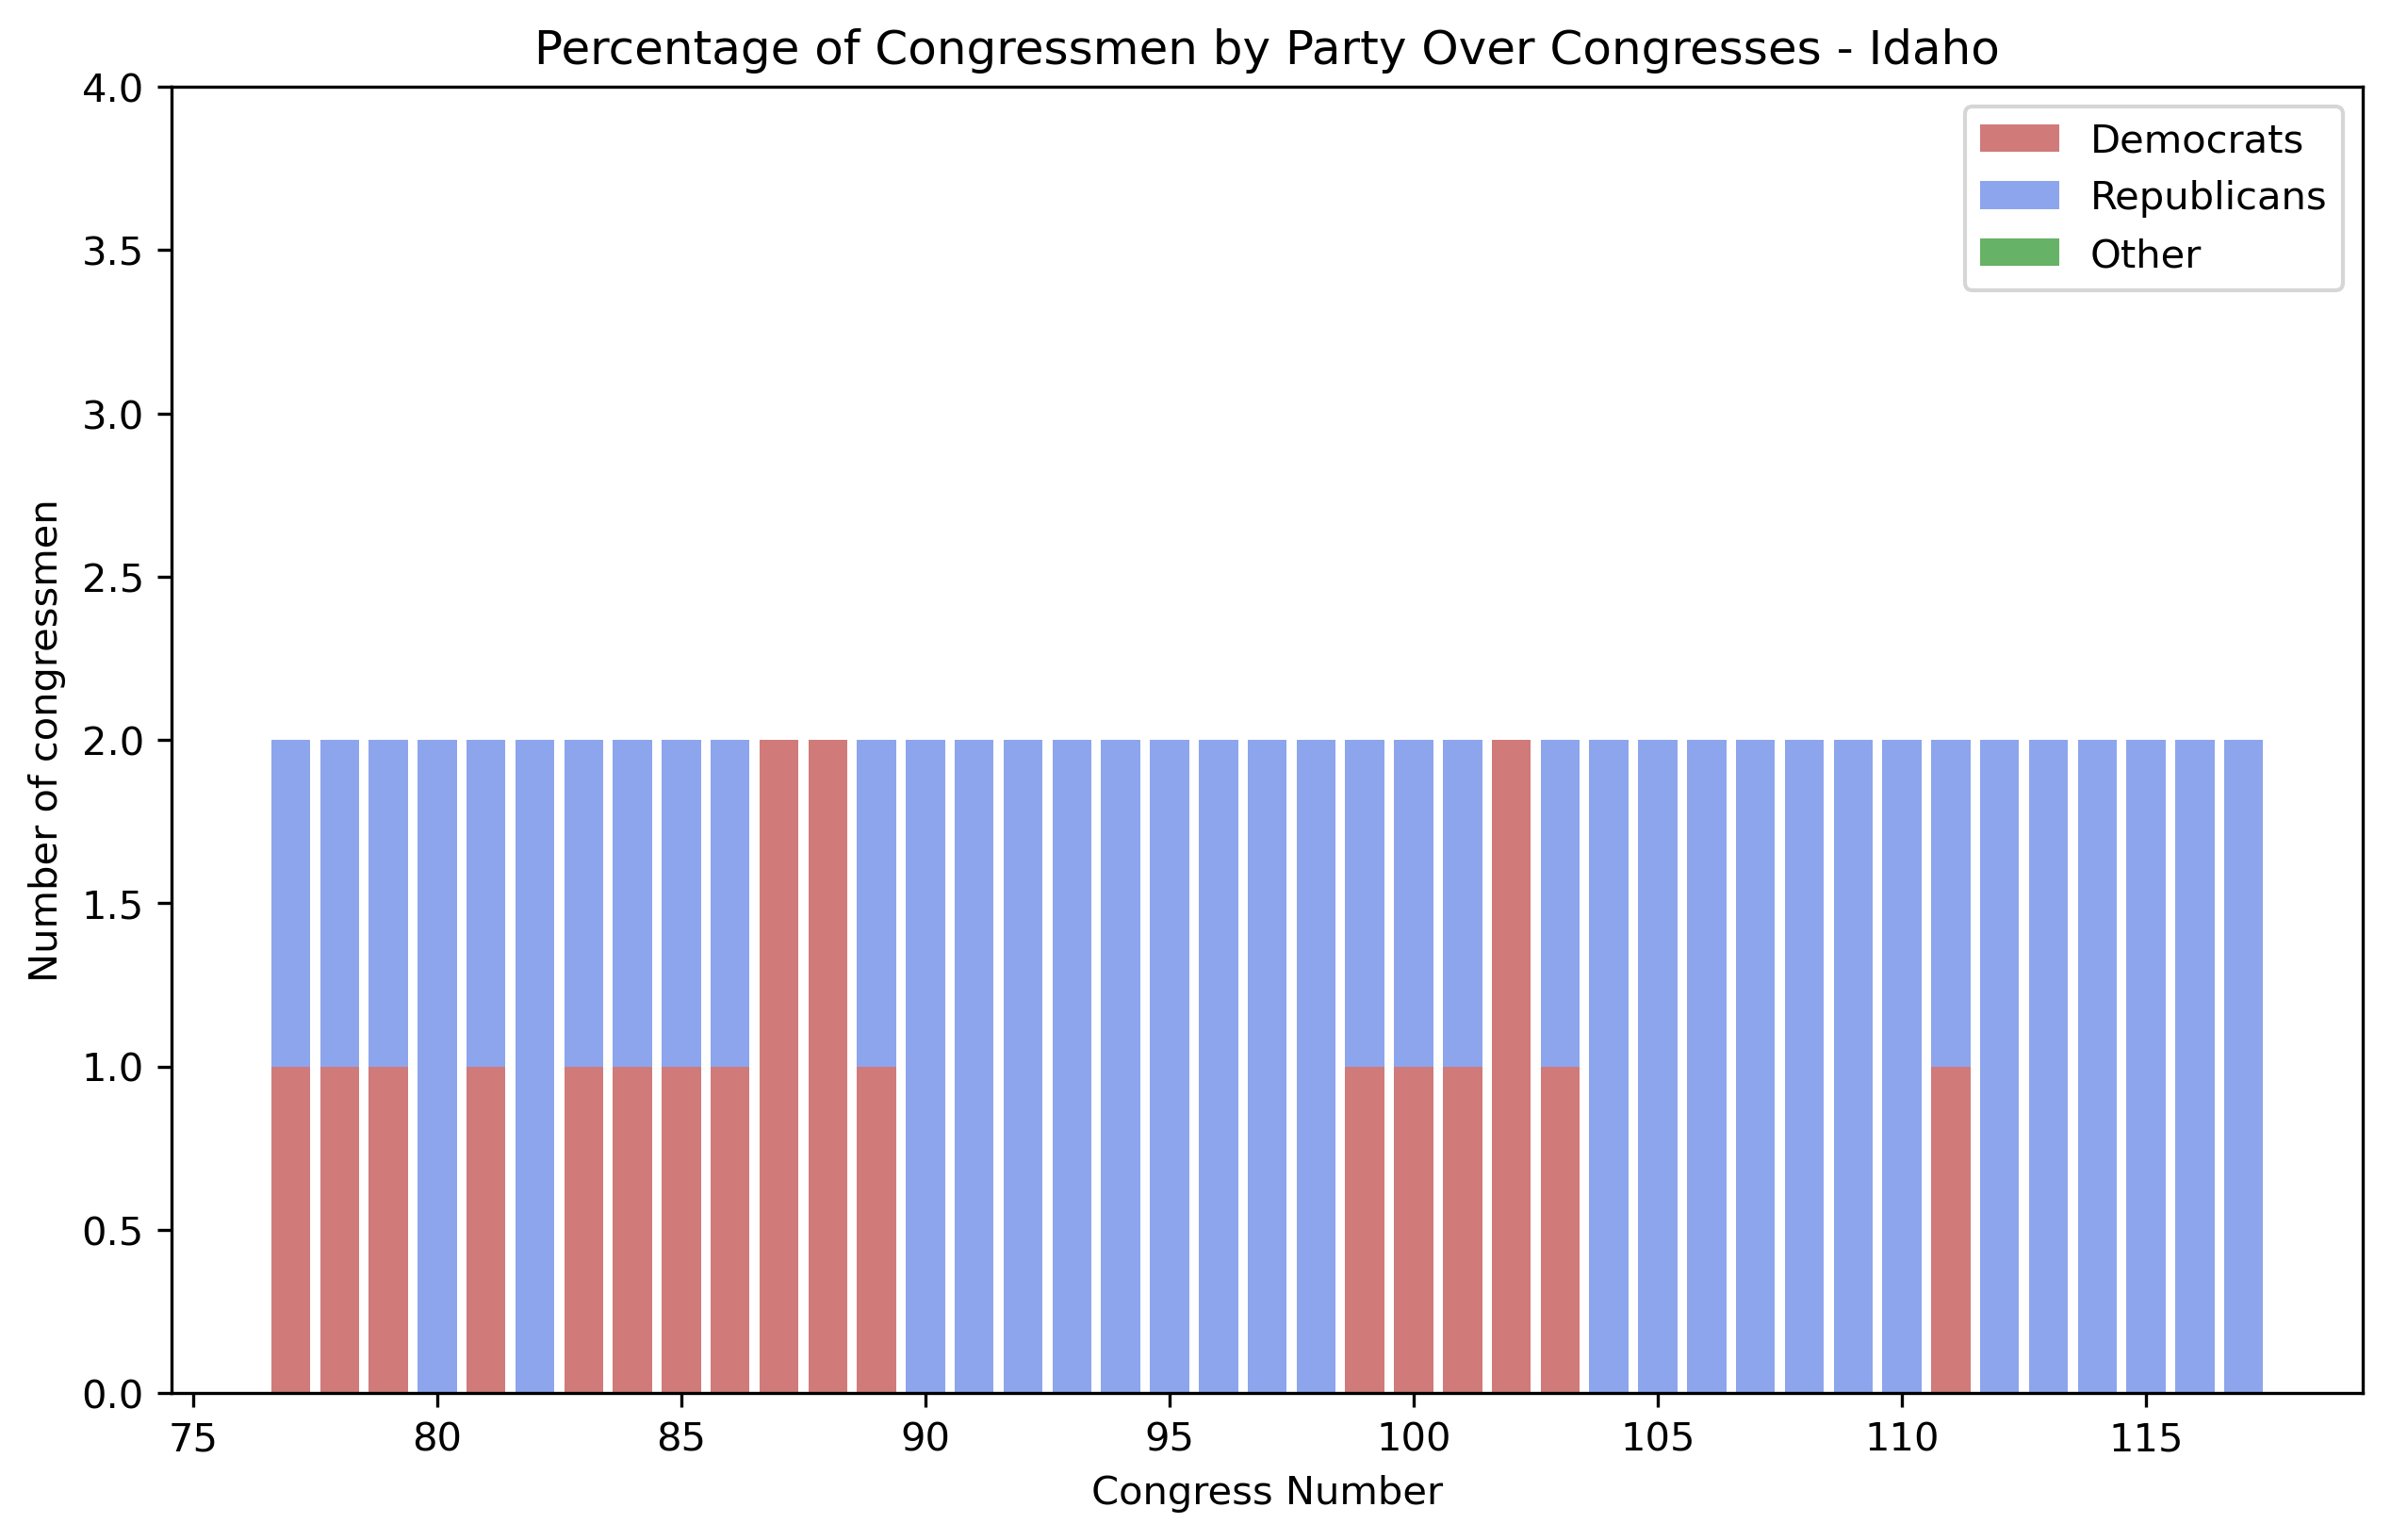 Percentage of Congressmen by Party Over Congresses - Idaho
4.0
3.5
3.0
2.5
2.0
1.5
1.0
0.5
0.0
Number of congressmen
Democrats
Republicans
Other
75 80 85 90 95 100 105 110 115
Congress Number